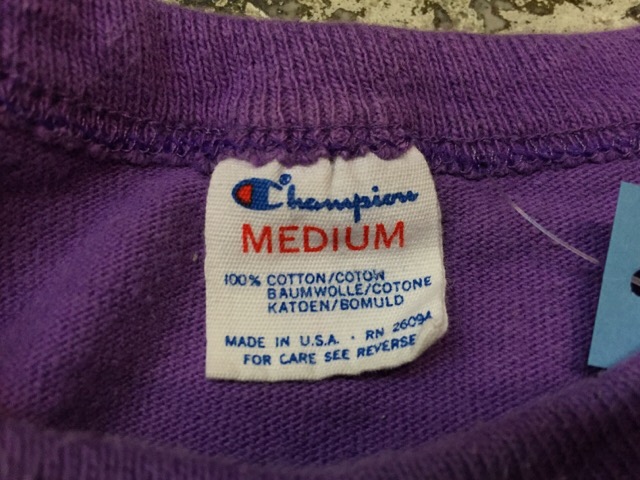 Champion®
MEDIUM
100% COTTON/COTON
BAUMWOLLE/COTONE
KATOEN/BOMULD
MADE IN U.S.A. · RN 26094
FOR CARE SEE REVERSE